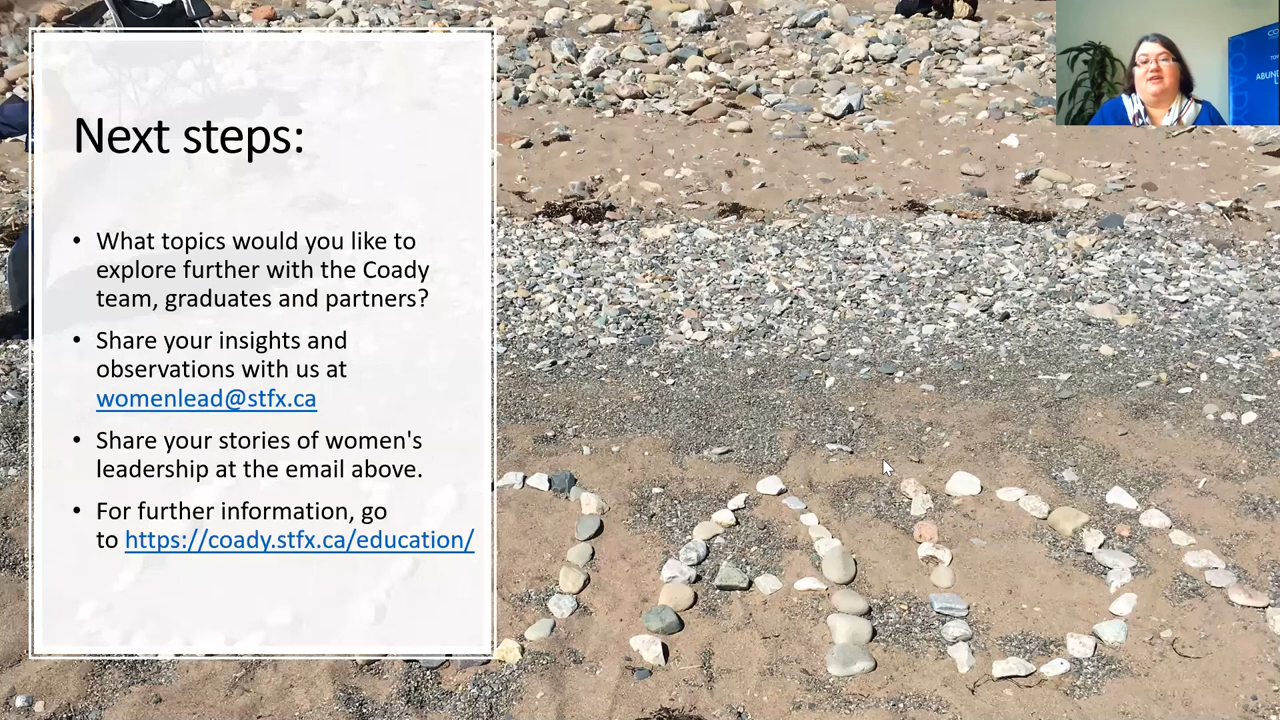 Next steps:
• What topics would you like to
explore further with the Coady
team, graduates and partners?
• Share your insights and
observations with us at
womenlead@stfx.ca
• Share your stories of women's
leadership at the email above.
• For further information, go
to https://coady.stfx.ca/education/
COAD
ABUN